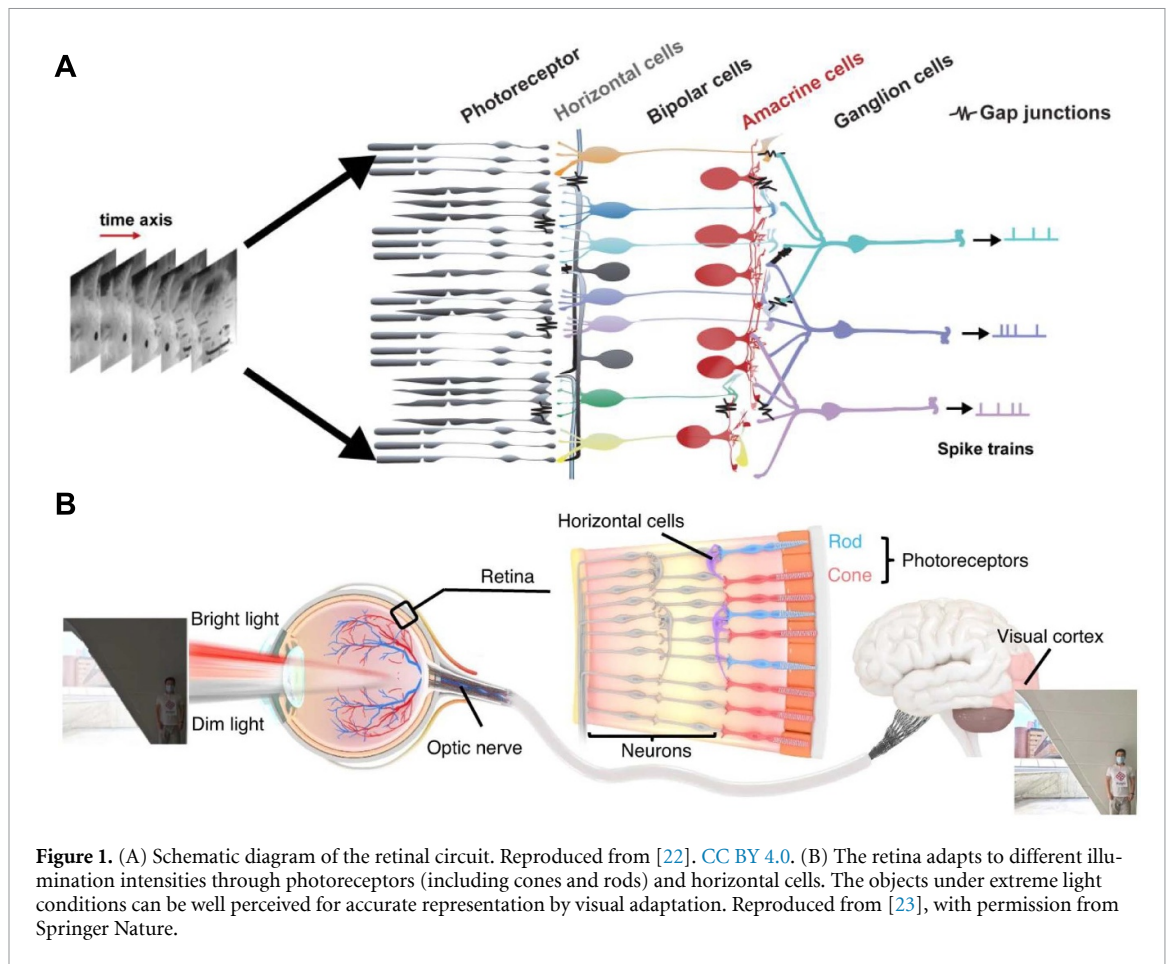 A
Photoreceptor
Horizontal cells
Bipolar cells
Amacrine cells
Ganglion cells
Gap junctions
time axis
Spike trains
B
Horizontal cells
Rod
Cone
Photoreceptors
Retina
Bright light
Dim light
Optic nerve
Neurons
Visual cortex
Figure 1. (A) Schematic diagram of the retinal circuit. Reproduced from [22]. CC BY 4.0. (B) The retina adapts to different illu-
mination intensities through photoreceptors (including cones and rods) and horizontal cells. The objects under extreme light
conditions can be well perceived for accurate representation by visual adaptation. Reproduced from [23], with permission from
Springer Nature.